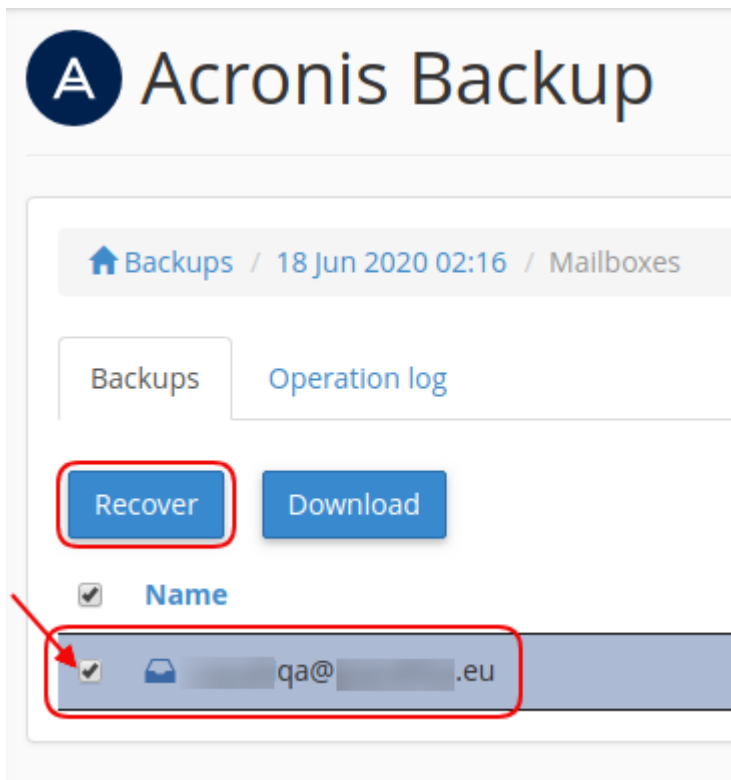 Acronis Backup
Backups / 18 Jun 2020 02:16 / Mailboxes
Backups Operation log
Recover Download
Name
qa@ .eu